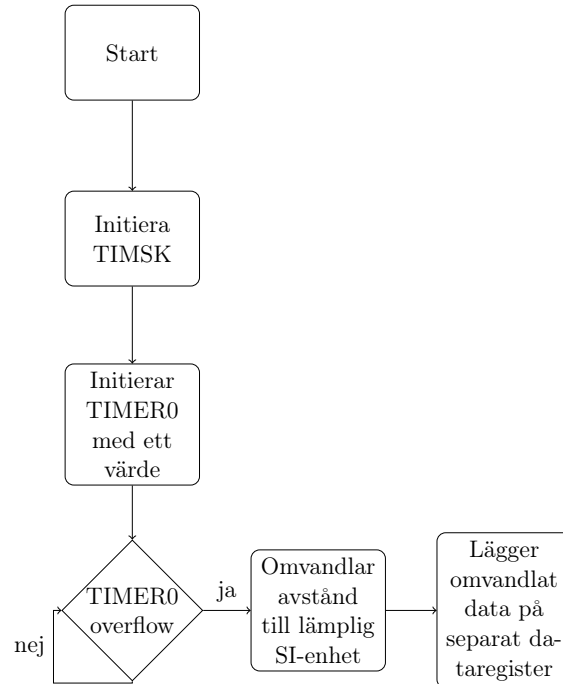 Start
Initiera
TIMSK
Initierar
TIMER0
med ett
värde
TIMER0
overflow
nej
ja
Omvandlar
avstånd
till lämplig
SI-enhet
Lägger
omvandlat
data på
separat da-
taregister